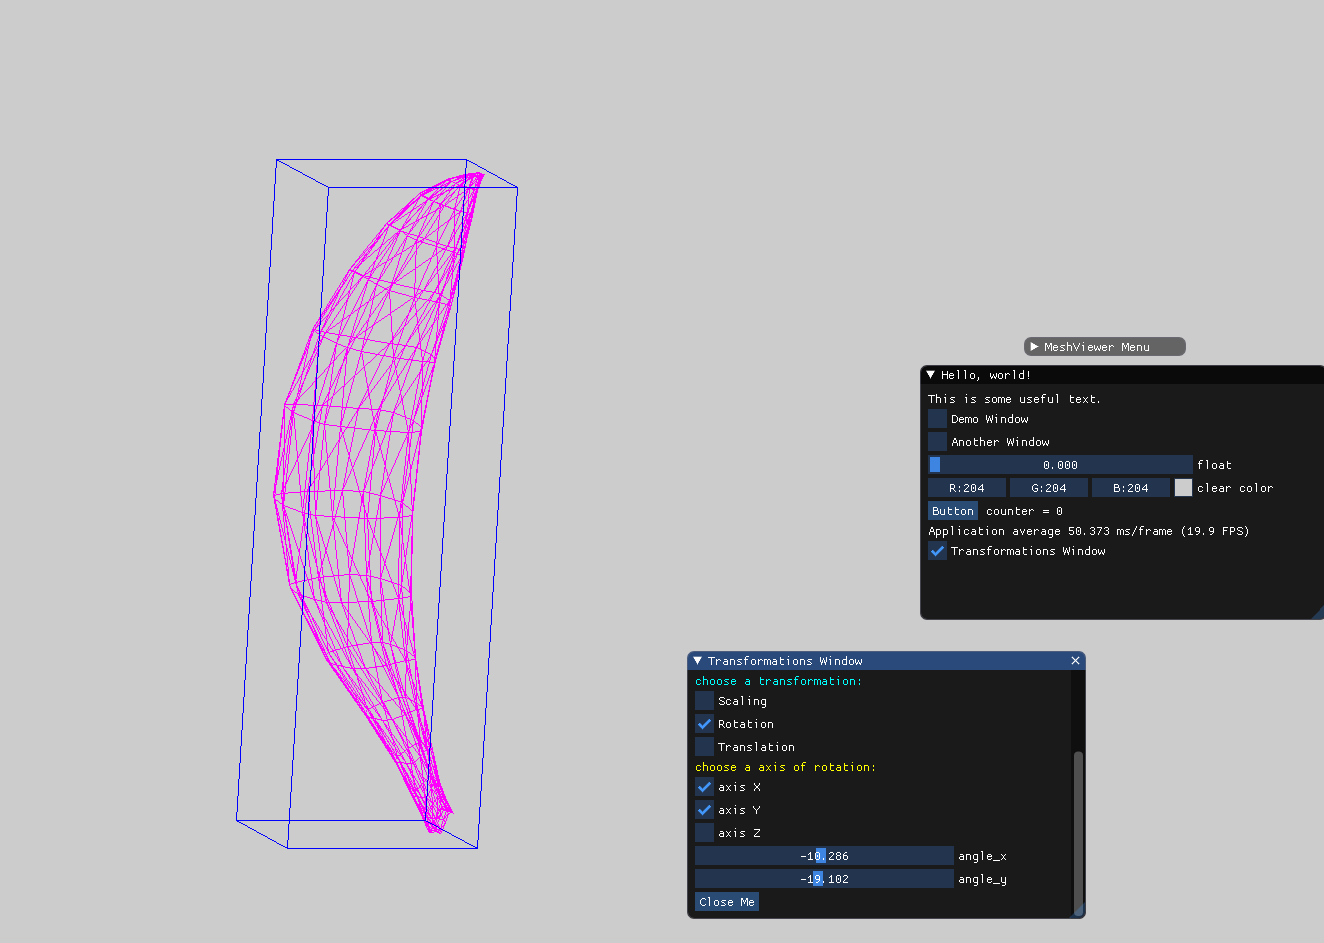 MeshViewer Menu
Hello, world!
This is some useful text.
Demo Window
Another Window
0.000 float
R:204 G:204 B:204 clear color
Button counter = 0
Application average 50.373 ms/frame (19.9 FPS)
Transformations Window
Transformations Window
choose a transformation:
Scaling
Rotation
Translation
choose a axis of rotation:
axis X
axis Y
axis Z
-10.286 angle_x
-19.102 angle_y
Close Me